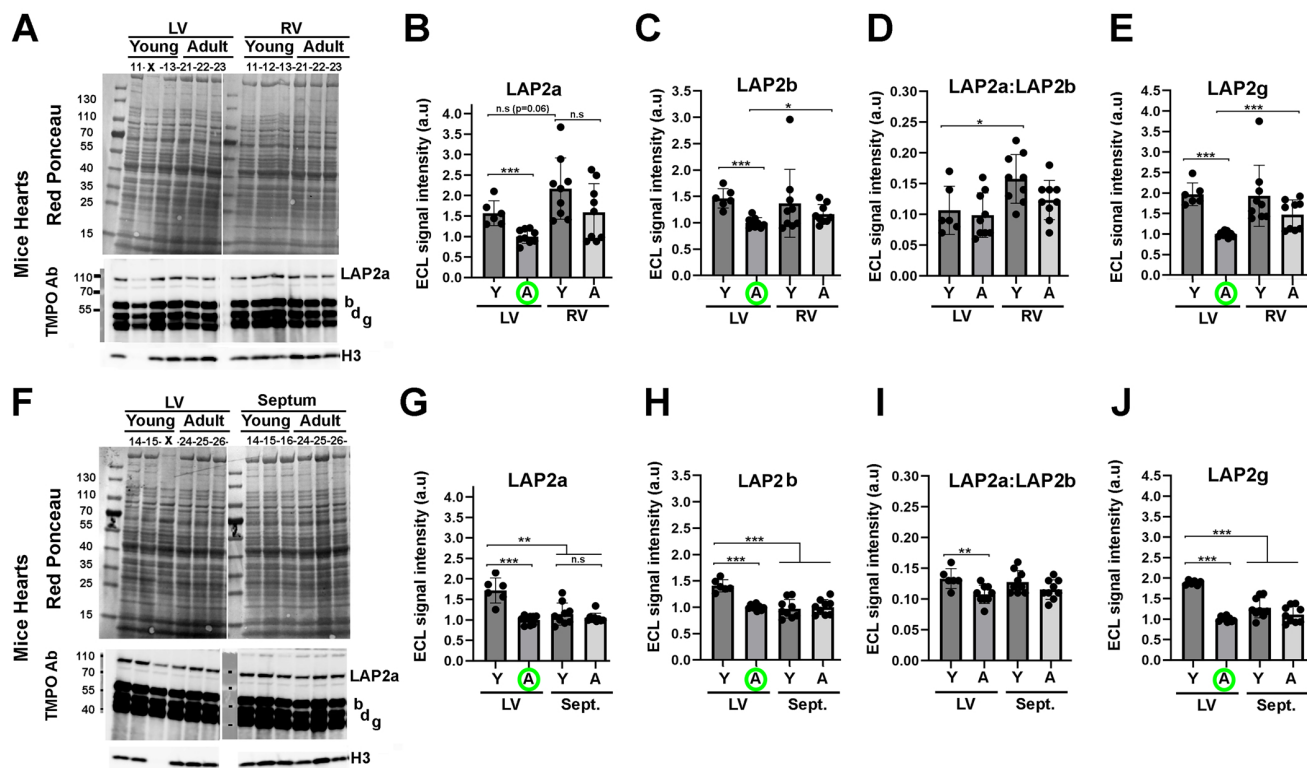 A
LV RV
Young Adult Young Adult
11- X -13-21-22-23 11-12-13-21-22-23
Mice Hearts
Red Ponceau
130
110
70
55
40
35
25
15
TMPO Ab
110
70
55
LAP2a
b
d
g
H3
B
LAP2a
ECL signal intensity (a.u)
4.0
3.5
3.0
2.5
2.0
1.5
1.0
0.5
0.0
n.s (p=0.06)
n.s
***
Y A Y A
LV RV
C
LAP2b
ECL signal intensity (a.u)
3.5
3.0
2.5
2.0
1.5
1.0
0.5
0.0
*
***
Y A Y A
LV RV
D
LAP2a:LAP2b
ECL signal intensity (a.u)
0.30
0.25
0.20
0.15
0.10
0.05
0.00
*
Y A Y A
LV RV
E
LAP2g
ECL signal intensity (a.u)
4.5
4.0
3.5
3.0
2.5
2.0
1.5
1.0
0.5
0.0
***
***
Y A Y A
LV RV
F
LV Septum
Young Adult Young Adult
14-15- X -24-25-26- 14-15-16-24-25-26-
Mice Hearts
Red Ponceau
130
110
70
55
40
35
25
15
TMPO Ab
110
70
55
40
LAP2a
b
d
g
H3
G
LAP2a
ECL signal intensity (a.u)
4.0
3.5
3.0
2.5
2.0
1.5
1.0
0.5
0.0
**
***
n.s
Y A Y A
LV Sept.
H
LAP2 b
ECL signal intensity (a.u)
3.5
3.0
2.5
2.0
1.5
1.0
0.5
0.0
***
***
Y A Y A
LV Sept.
I
LAP2a:LAP2b
ECL signal intensity (a.u)
0.30
0.25
0.20
0.15
0.10
0.05
0.00
**
Y A Y A
LV Sept.
J
LAP2g
ECL signal intensity (a.u)
4.5
4.0
3.5
3.0
2.5
2.0
1.5
1.0
0.5
0.0
***
***
Y A Y A
LV Sept.